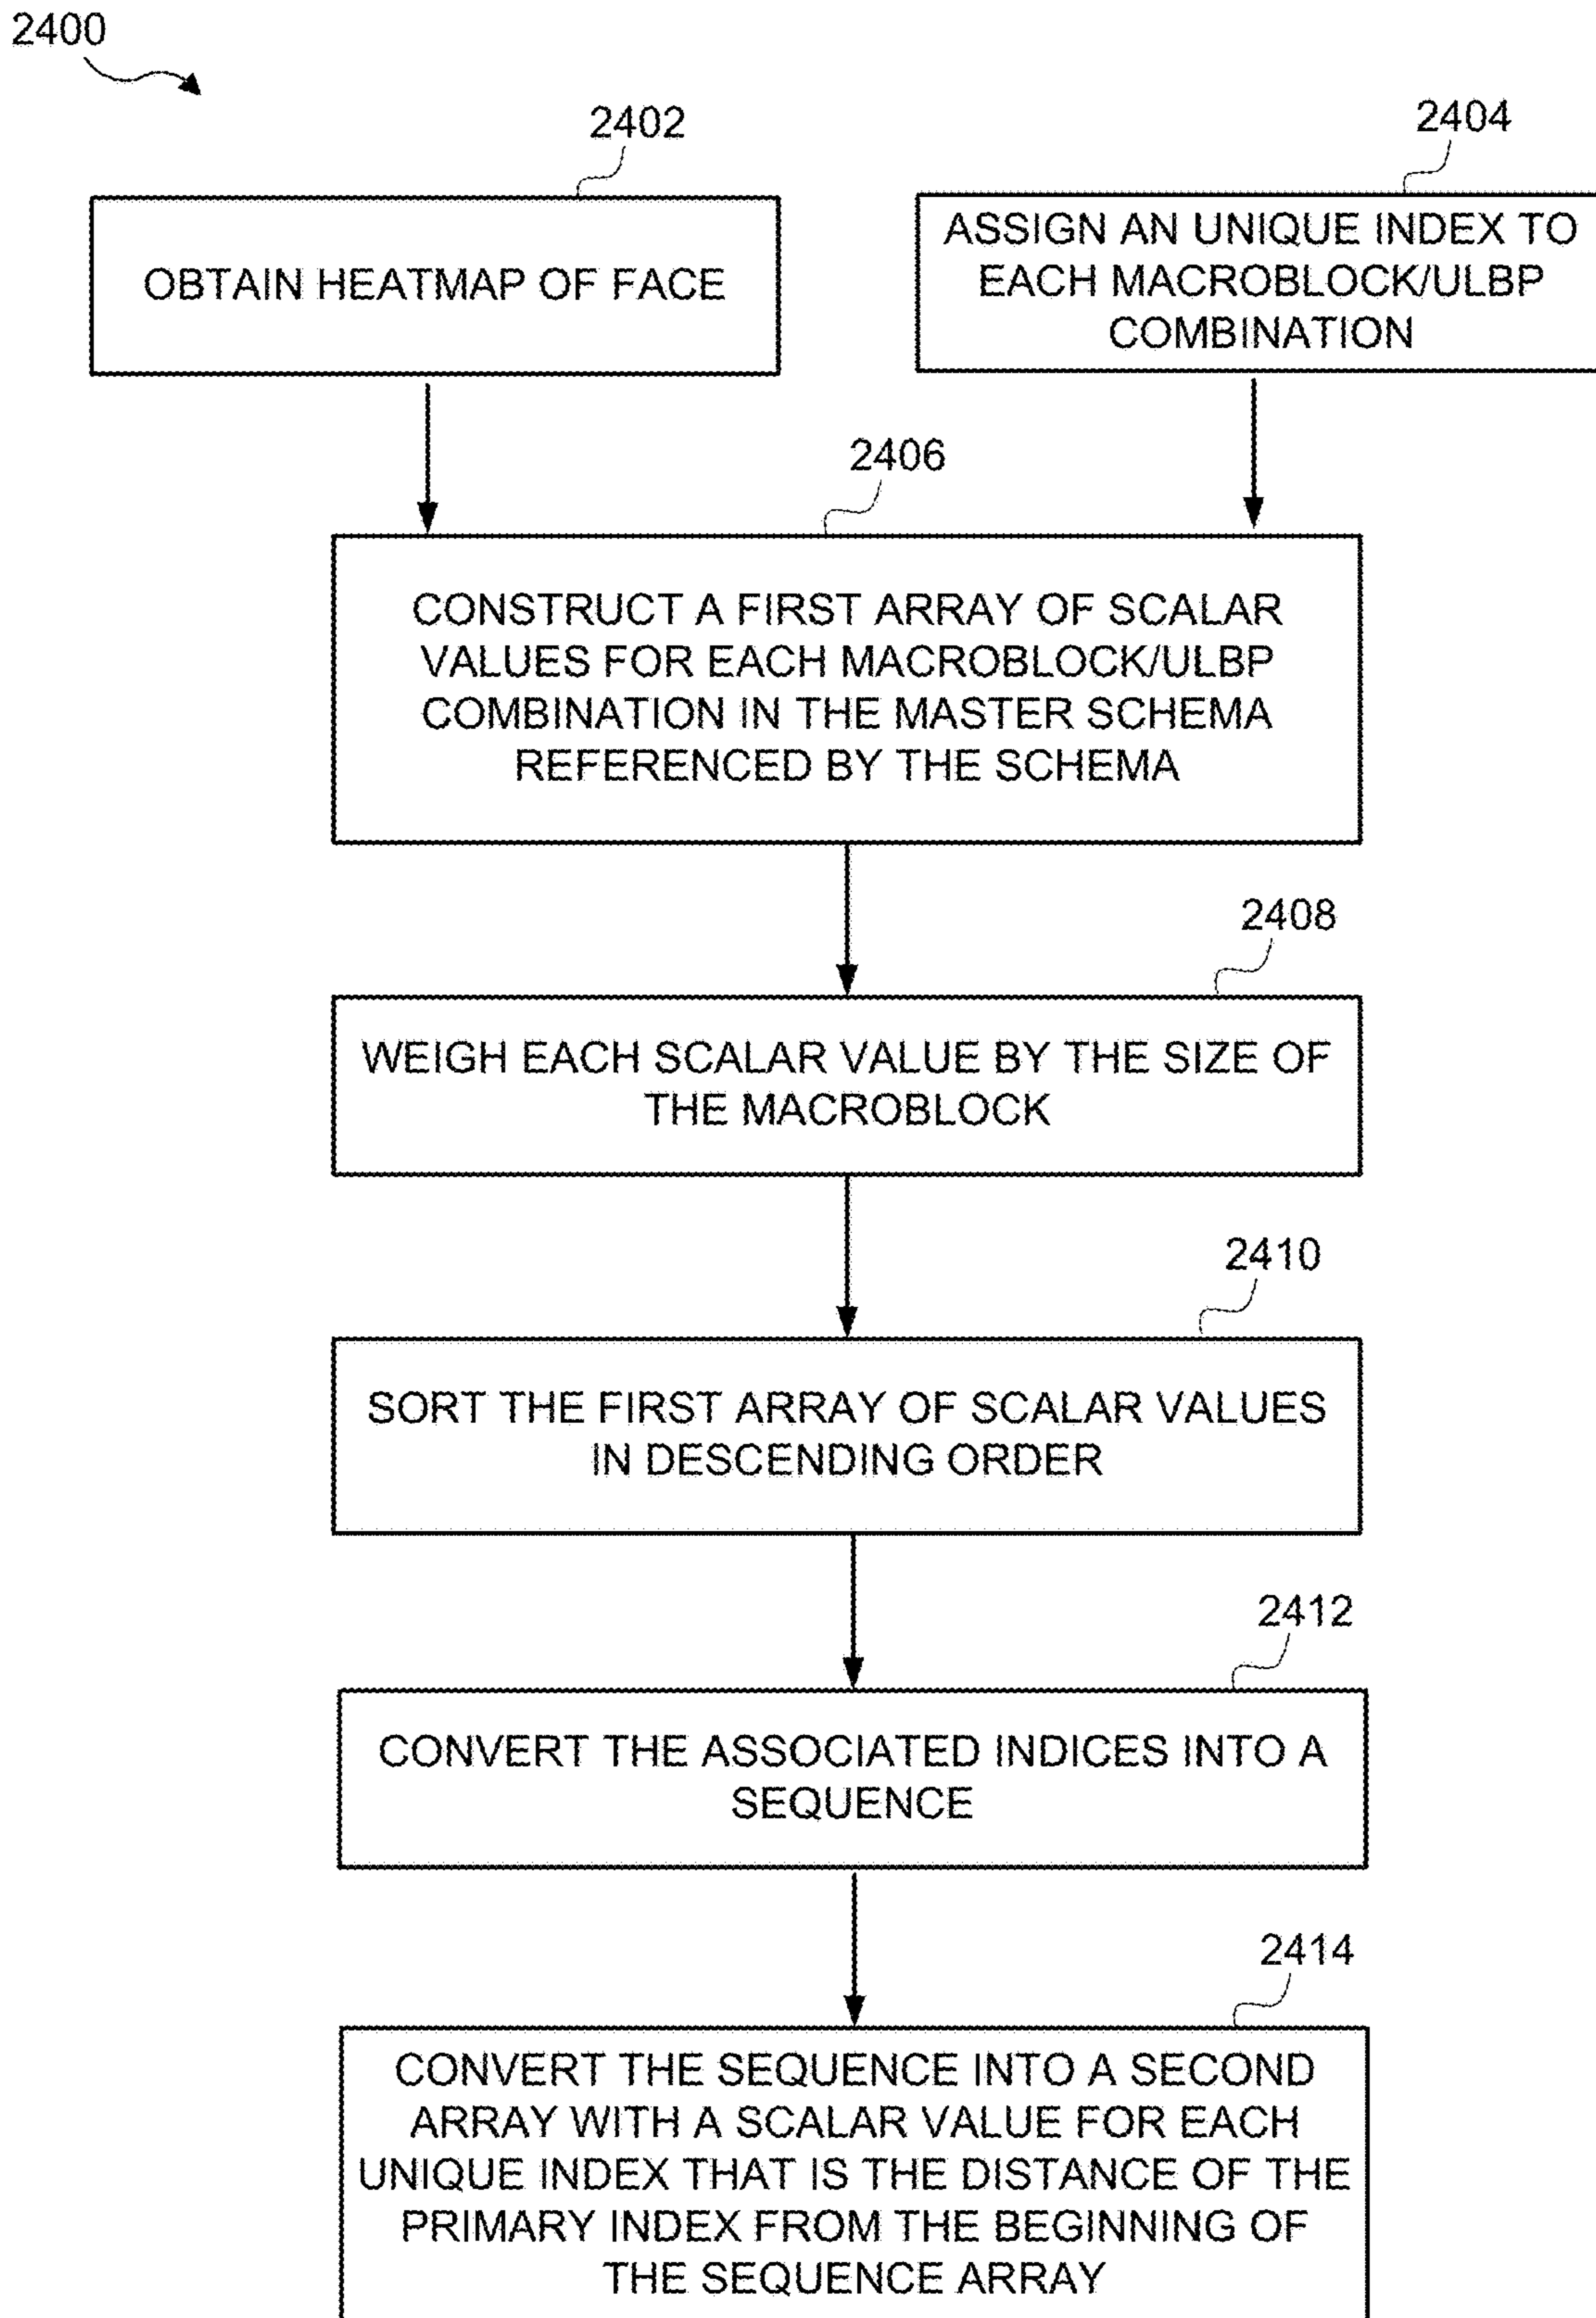 2400
2402
OBTAIN HEATMAP OF FACE
2404
ASSIGN AN UNIQUE INDEX TO
EACH MACROBLOCK/ULBP
COMBINATION
2406
CONSTRUCT A FIRST ARRAY OF SCALAR
VALUES FOR EACH MACROBLOCK/ULBP
COMBINATION IN THE MASTER SCHEMA
REFERENCED BY THE SCHEMA
2408
WEIGH EACH SCALAR VALUE BY THE SIZE OF
THE MACROBLOCK
2410
SORT THE FIRST ARRAY OF SCALAR VALUES
IN DESCENDING ORDER
2412
CONVERT THE ASSOCIATED INDICES INTO A
SEQUENCE
2414
CONVERT THE SEQUENCE INTO A SECOND
ARRAY WITH A SCALAR VALUE FOR EACH
UNIQUE INDEX THAT IS THE DISTANCE OF THE
PRIMARY INDEX FROM THE BEGINNING OF
THE SEQUENCE ARRAY